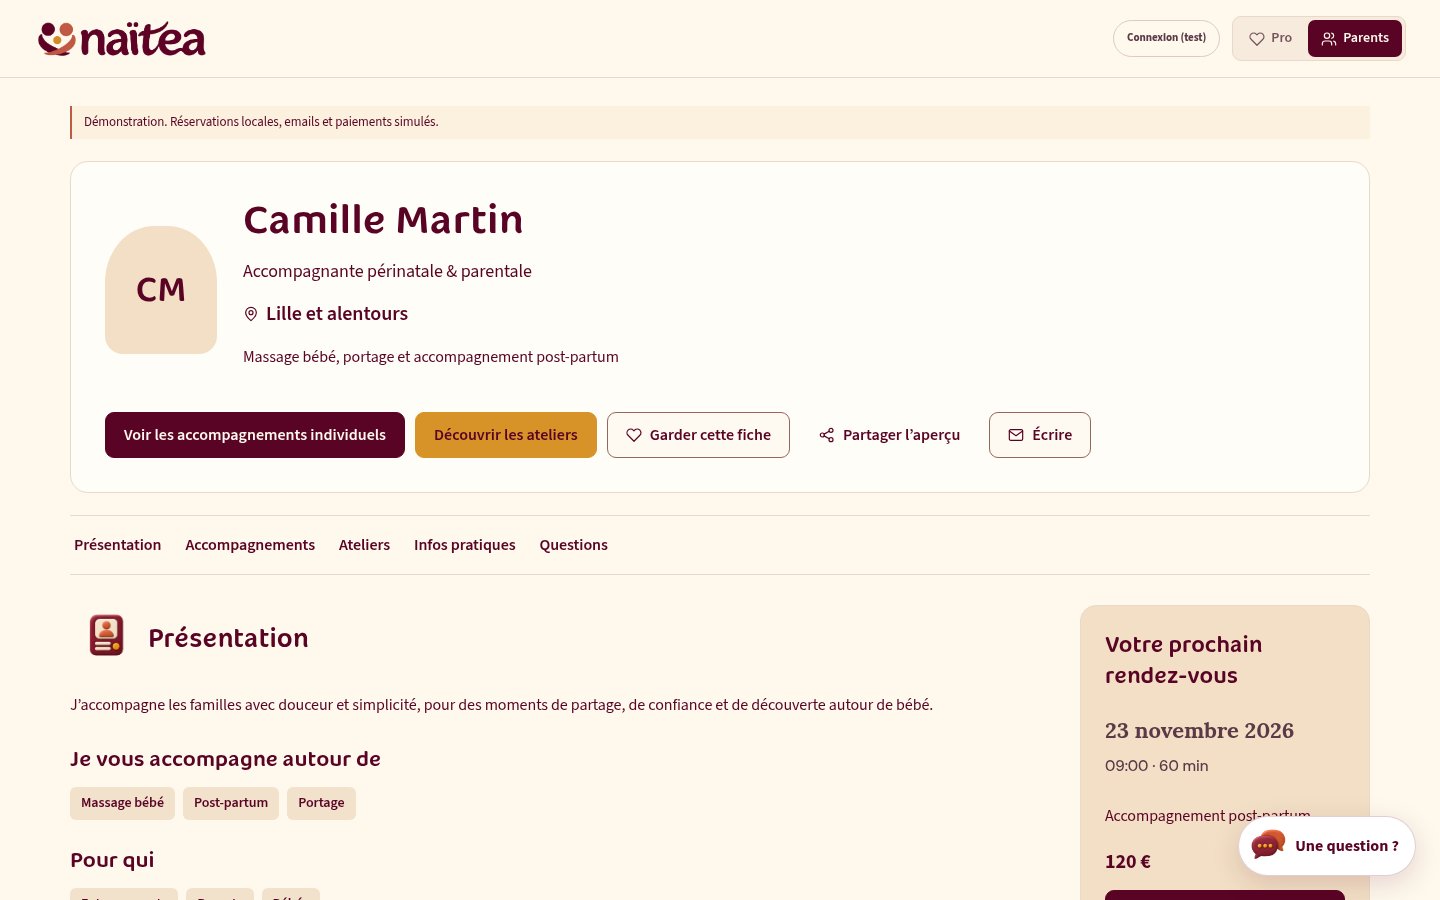 naïtea
Connexion (test)
Pro
Parents
Démonstration. Réservations locales, emails et paiements simulés.
CM
Camille Martin
Accompagnante périnatale & parentale
Lille et alentours
Massage bébé, portage et accompagnement post-partum
Voir les accompagnements individuels
Découvrir les ateliers
Garder cette fiche
Partager l’aperçu
Écrire
Présentation
Accompagnements
Ateliers
Infos pratiques
Questions
Présentation
J’accompagne les familles avec douceur et simplicité, pour des moments de partage, de confiance et de découverte autour de bébé.
Je vous accompagne autour de
Massage bébé
Post-partum
Portage
Pour qui
Votre prochain
rendez-vous
23 novembre 2026
09:00 · 60 min
Accompagnement post-partum
120 €
Une question ?